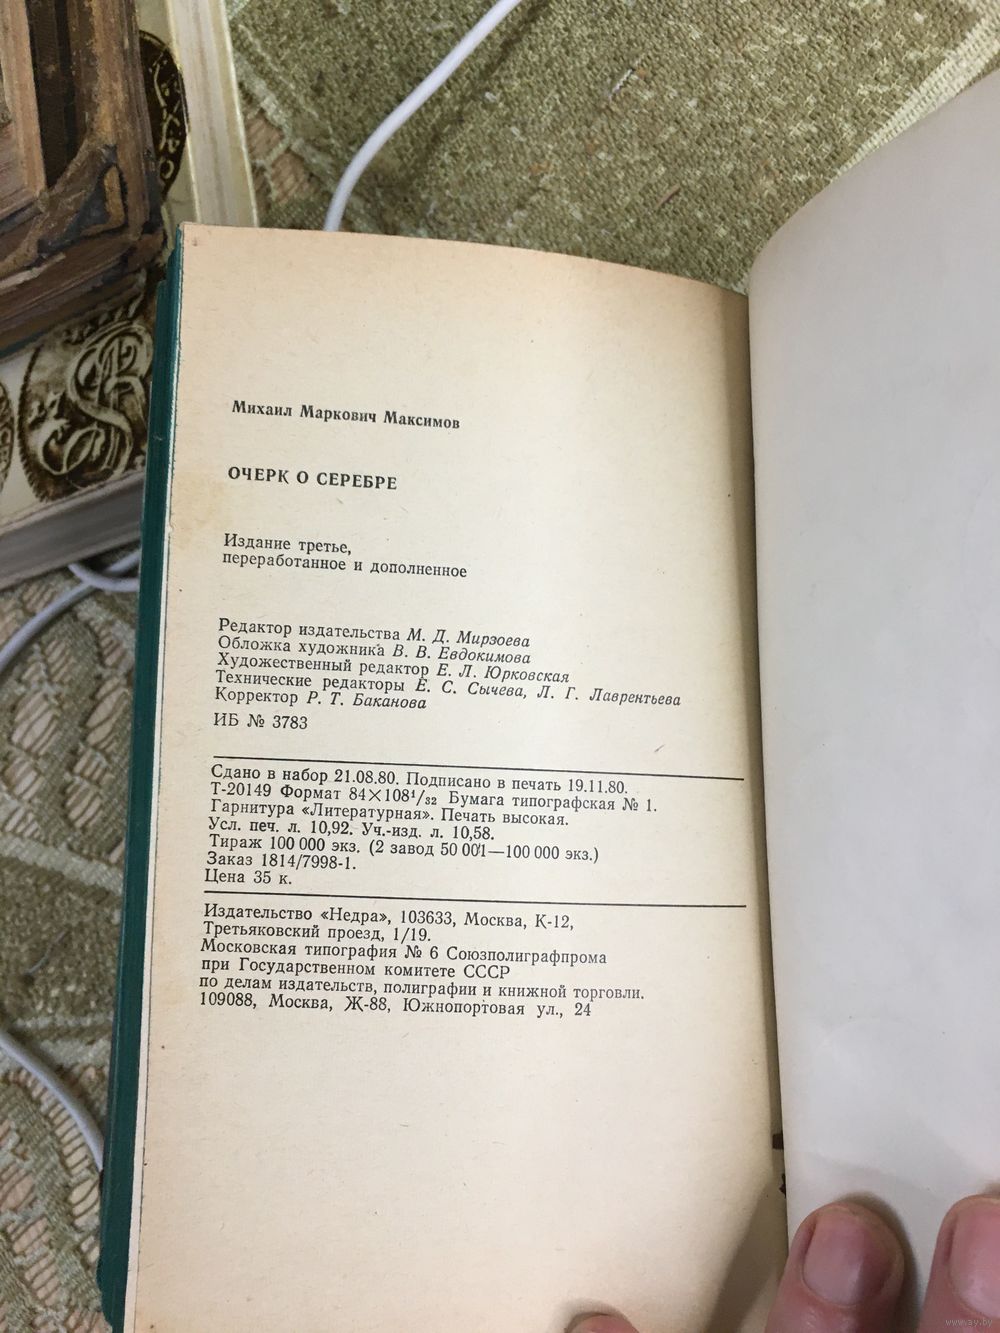 Михаил Маркович Максимов
ОЧЕРК О СЕРЕБРЕ
Издание третье,
переработанное и дополненное
Редактор издательства М. Д. Мирзоева
Обложка художника В. В. Евдокимова
Художественный редактор Е. Л. Юрковская
Технические редакторы Е. С. Сычева, Л. Г. Лаврентьева
Корректор Р. Т. Баканова
ИБ № 3783
Сдано в набор 21.08.80. Подписано в печать 19.11.80.
Т-20149 Формат 84×108¹/₃₂ Бумага типографская № 1.
Гарнитура «Литературная». Печать высокая.
Усл. печ. л. 10,92. Уч.-изд. л. 10,58.
Тираж 100 000 экз. (2 завод 50 001—100 000 экз.)
Заказ 1814/7998-1.
Цена 35 к.
Издательство «Недра», 103633, Москва, К-12,
Третьяковский проезд, 1/19.
Московская типография № 6 Союзполиграфпрома
при Государственном комитете СССР
по делам издательств, полиграфии и книжной торговли.
109088, Москва, Ж-88, Южнопортовая ул., 24
www.ay.by